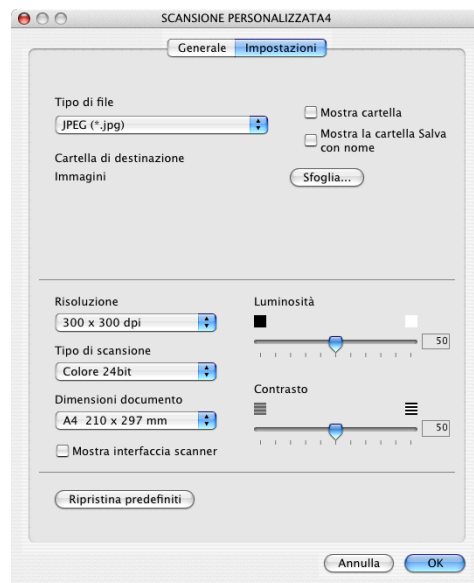 SCANSIONE PERSONALIZZATA4
Generale Impostazioni
Tipo di file
JPEG (*.jpg)
Mostra cartella
Mostra la cartella Salva
con nome
Cartella di destinazione
Immagini
Sfoglia...
Risoluzione
300 x 300 dpi
Tipo di scansione
Colore 24bit
Dimensioni documento
A4 210 x 297 mm
Mostra interfaccia scanner
Luminosità
50
Contrasto
50
Ripristina predefiniti
Annulla OK